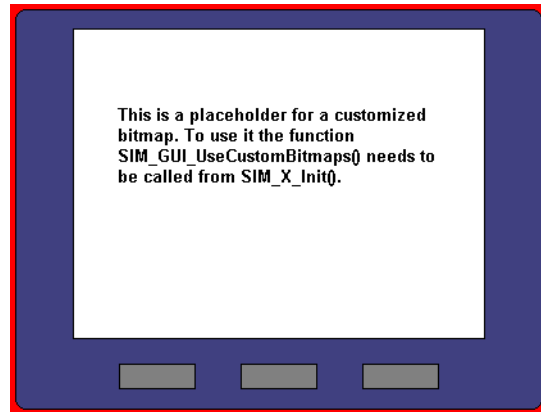 This is a placeholder for a customized
bitmap. To use it the function
SIM_GUI_UseCustomBitmaps() needs to
be called from SIM_X_Init().